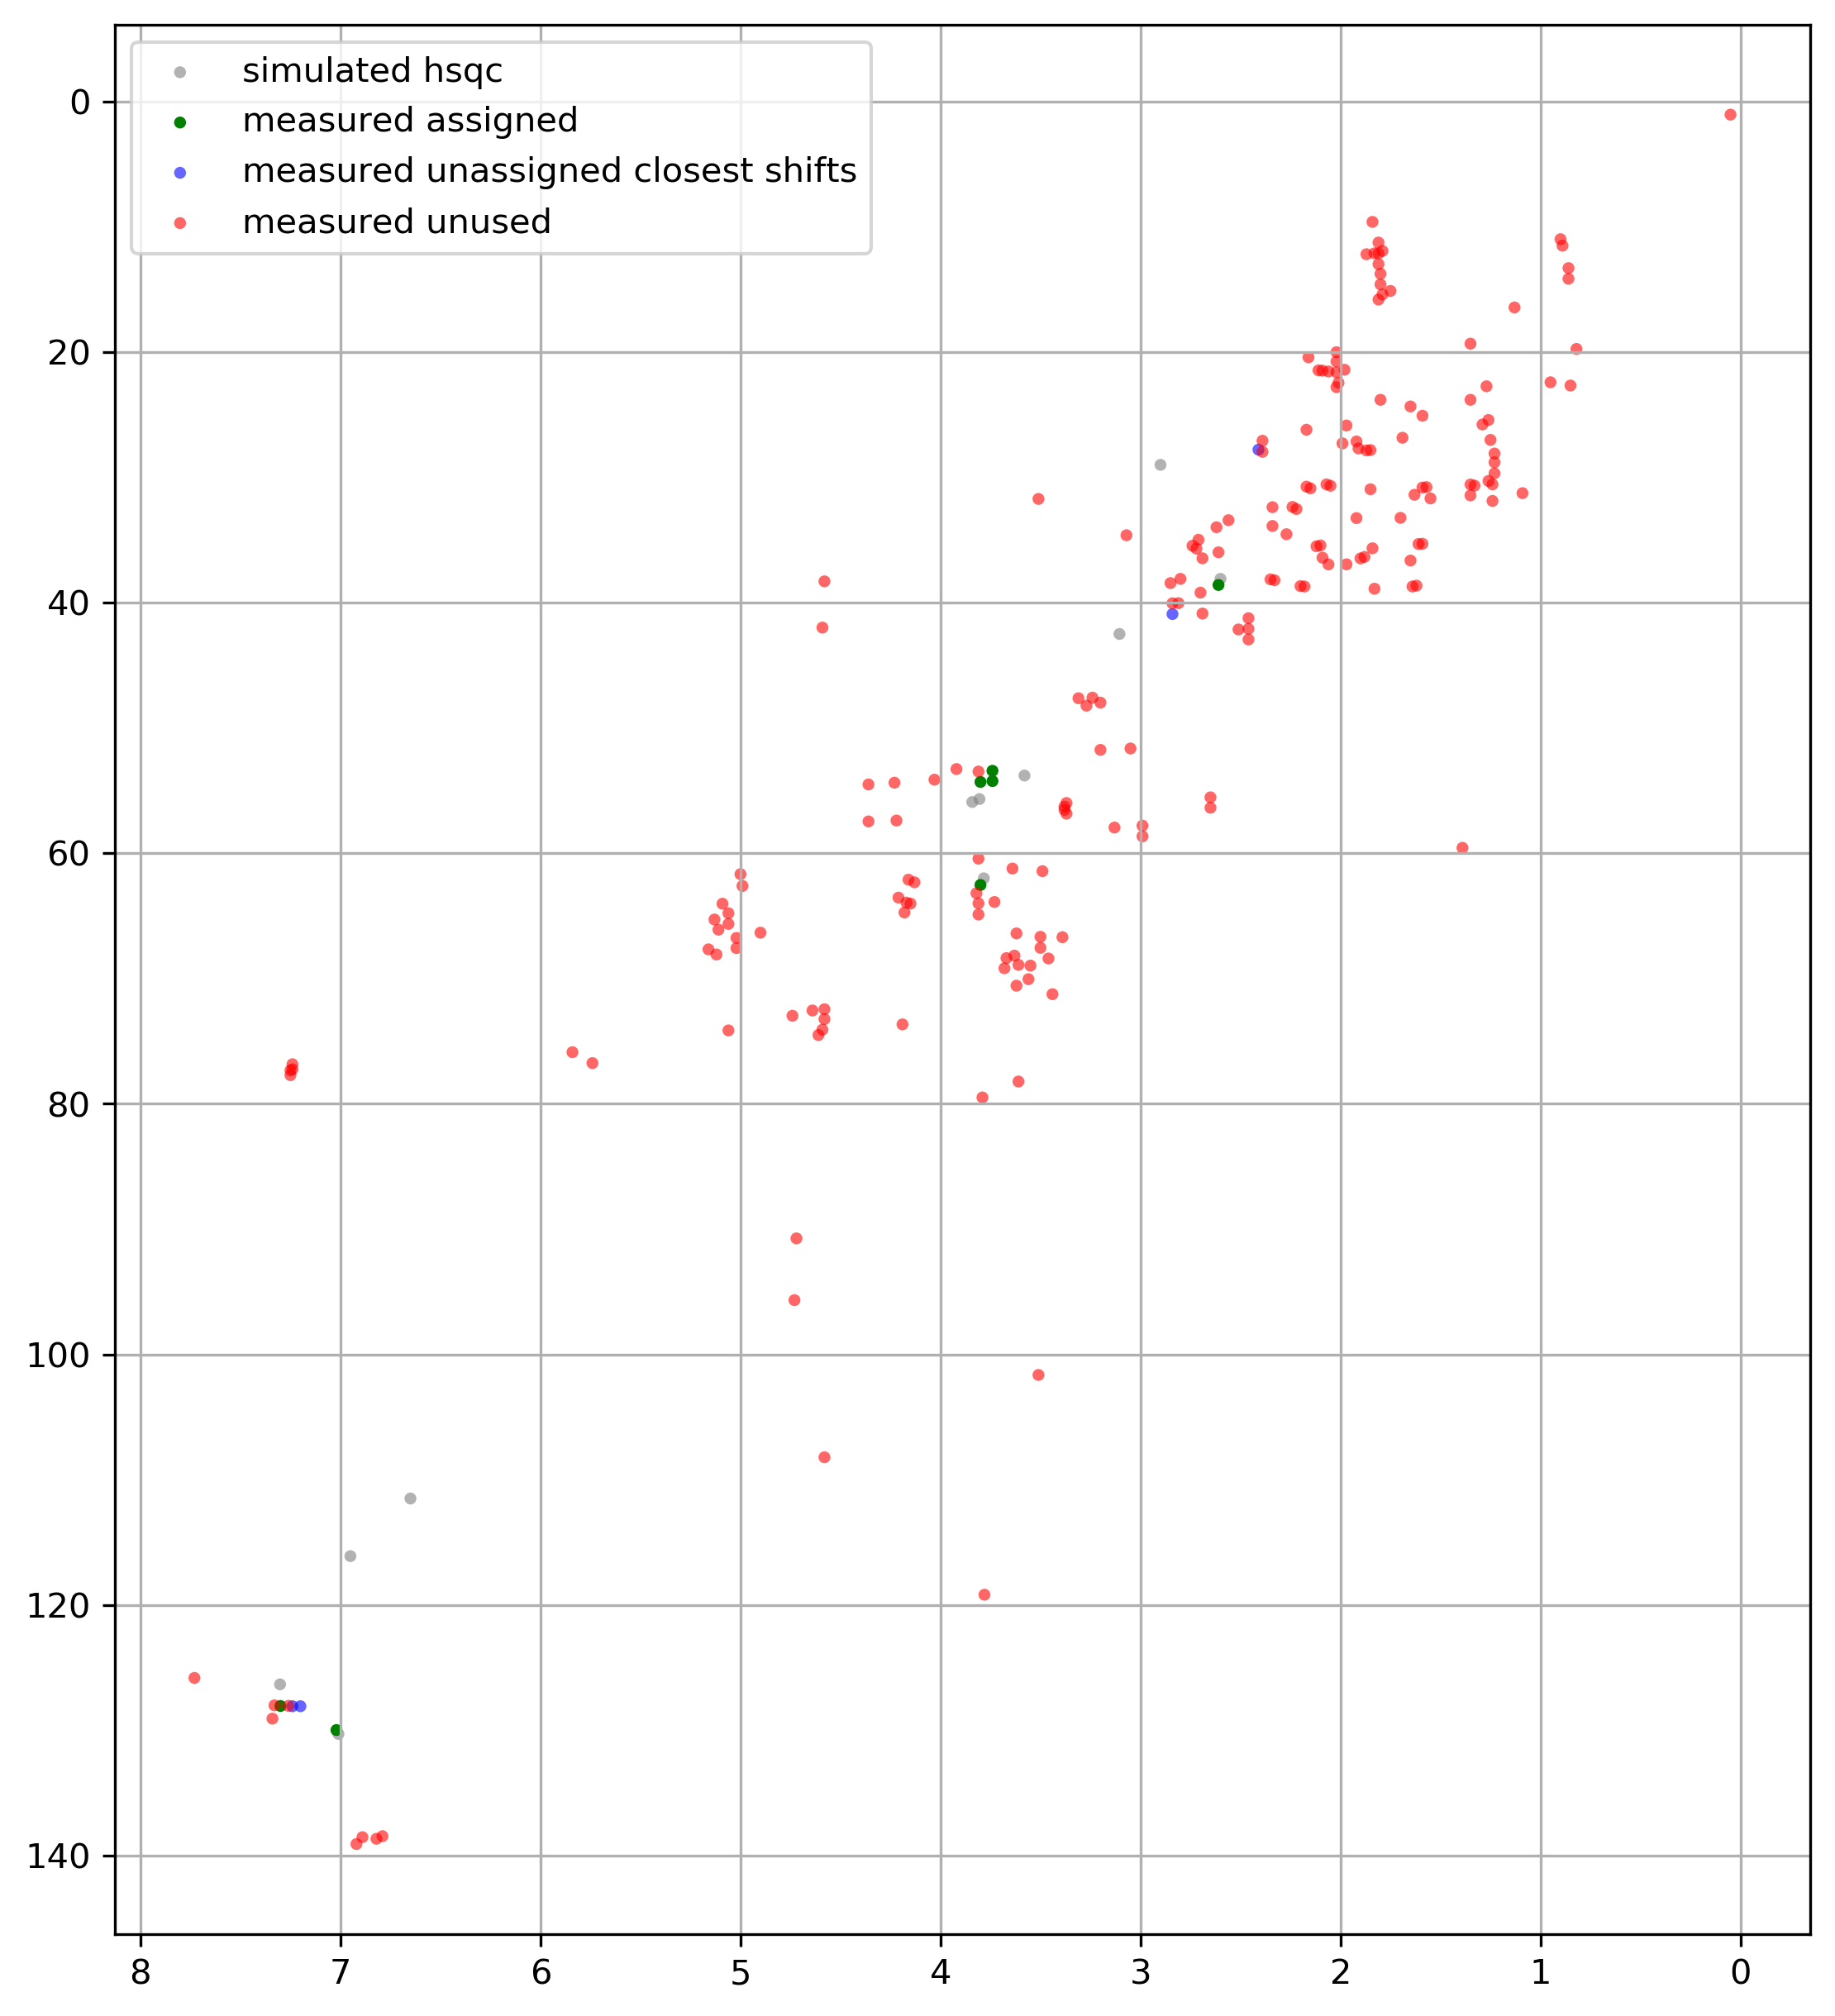 simulated hsqc
measured assigned
measured unassigned closest shifts
measured unused
0
20
40
60
80
100
120
140
8 7 6 5 4 3 2 1 0